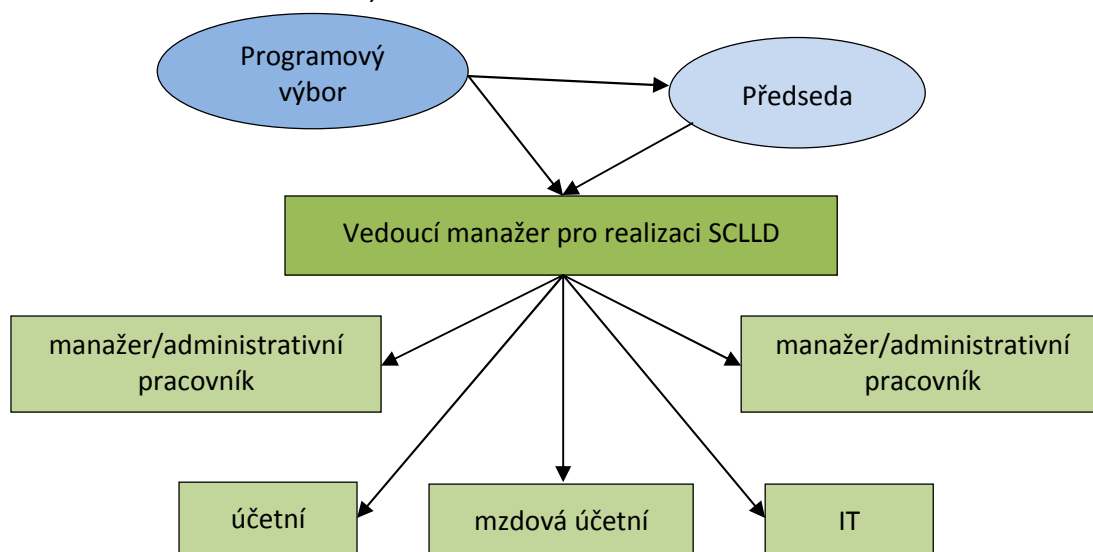 Programový
výbor
Předseda
Vedoucí manažer pro realizaci SCLLD
manažer/administrativní
pracovník
manažer/administrativní
pracovník
účetní
mzdová účetní
IT